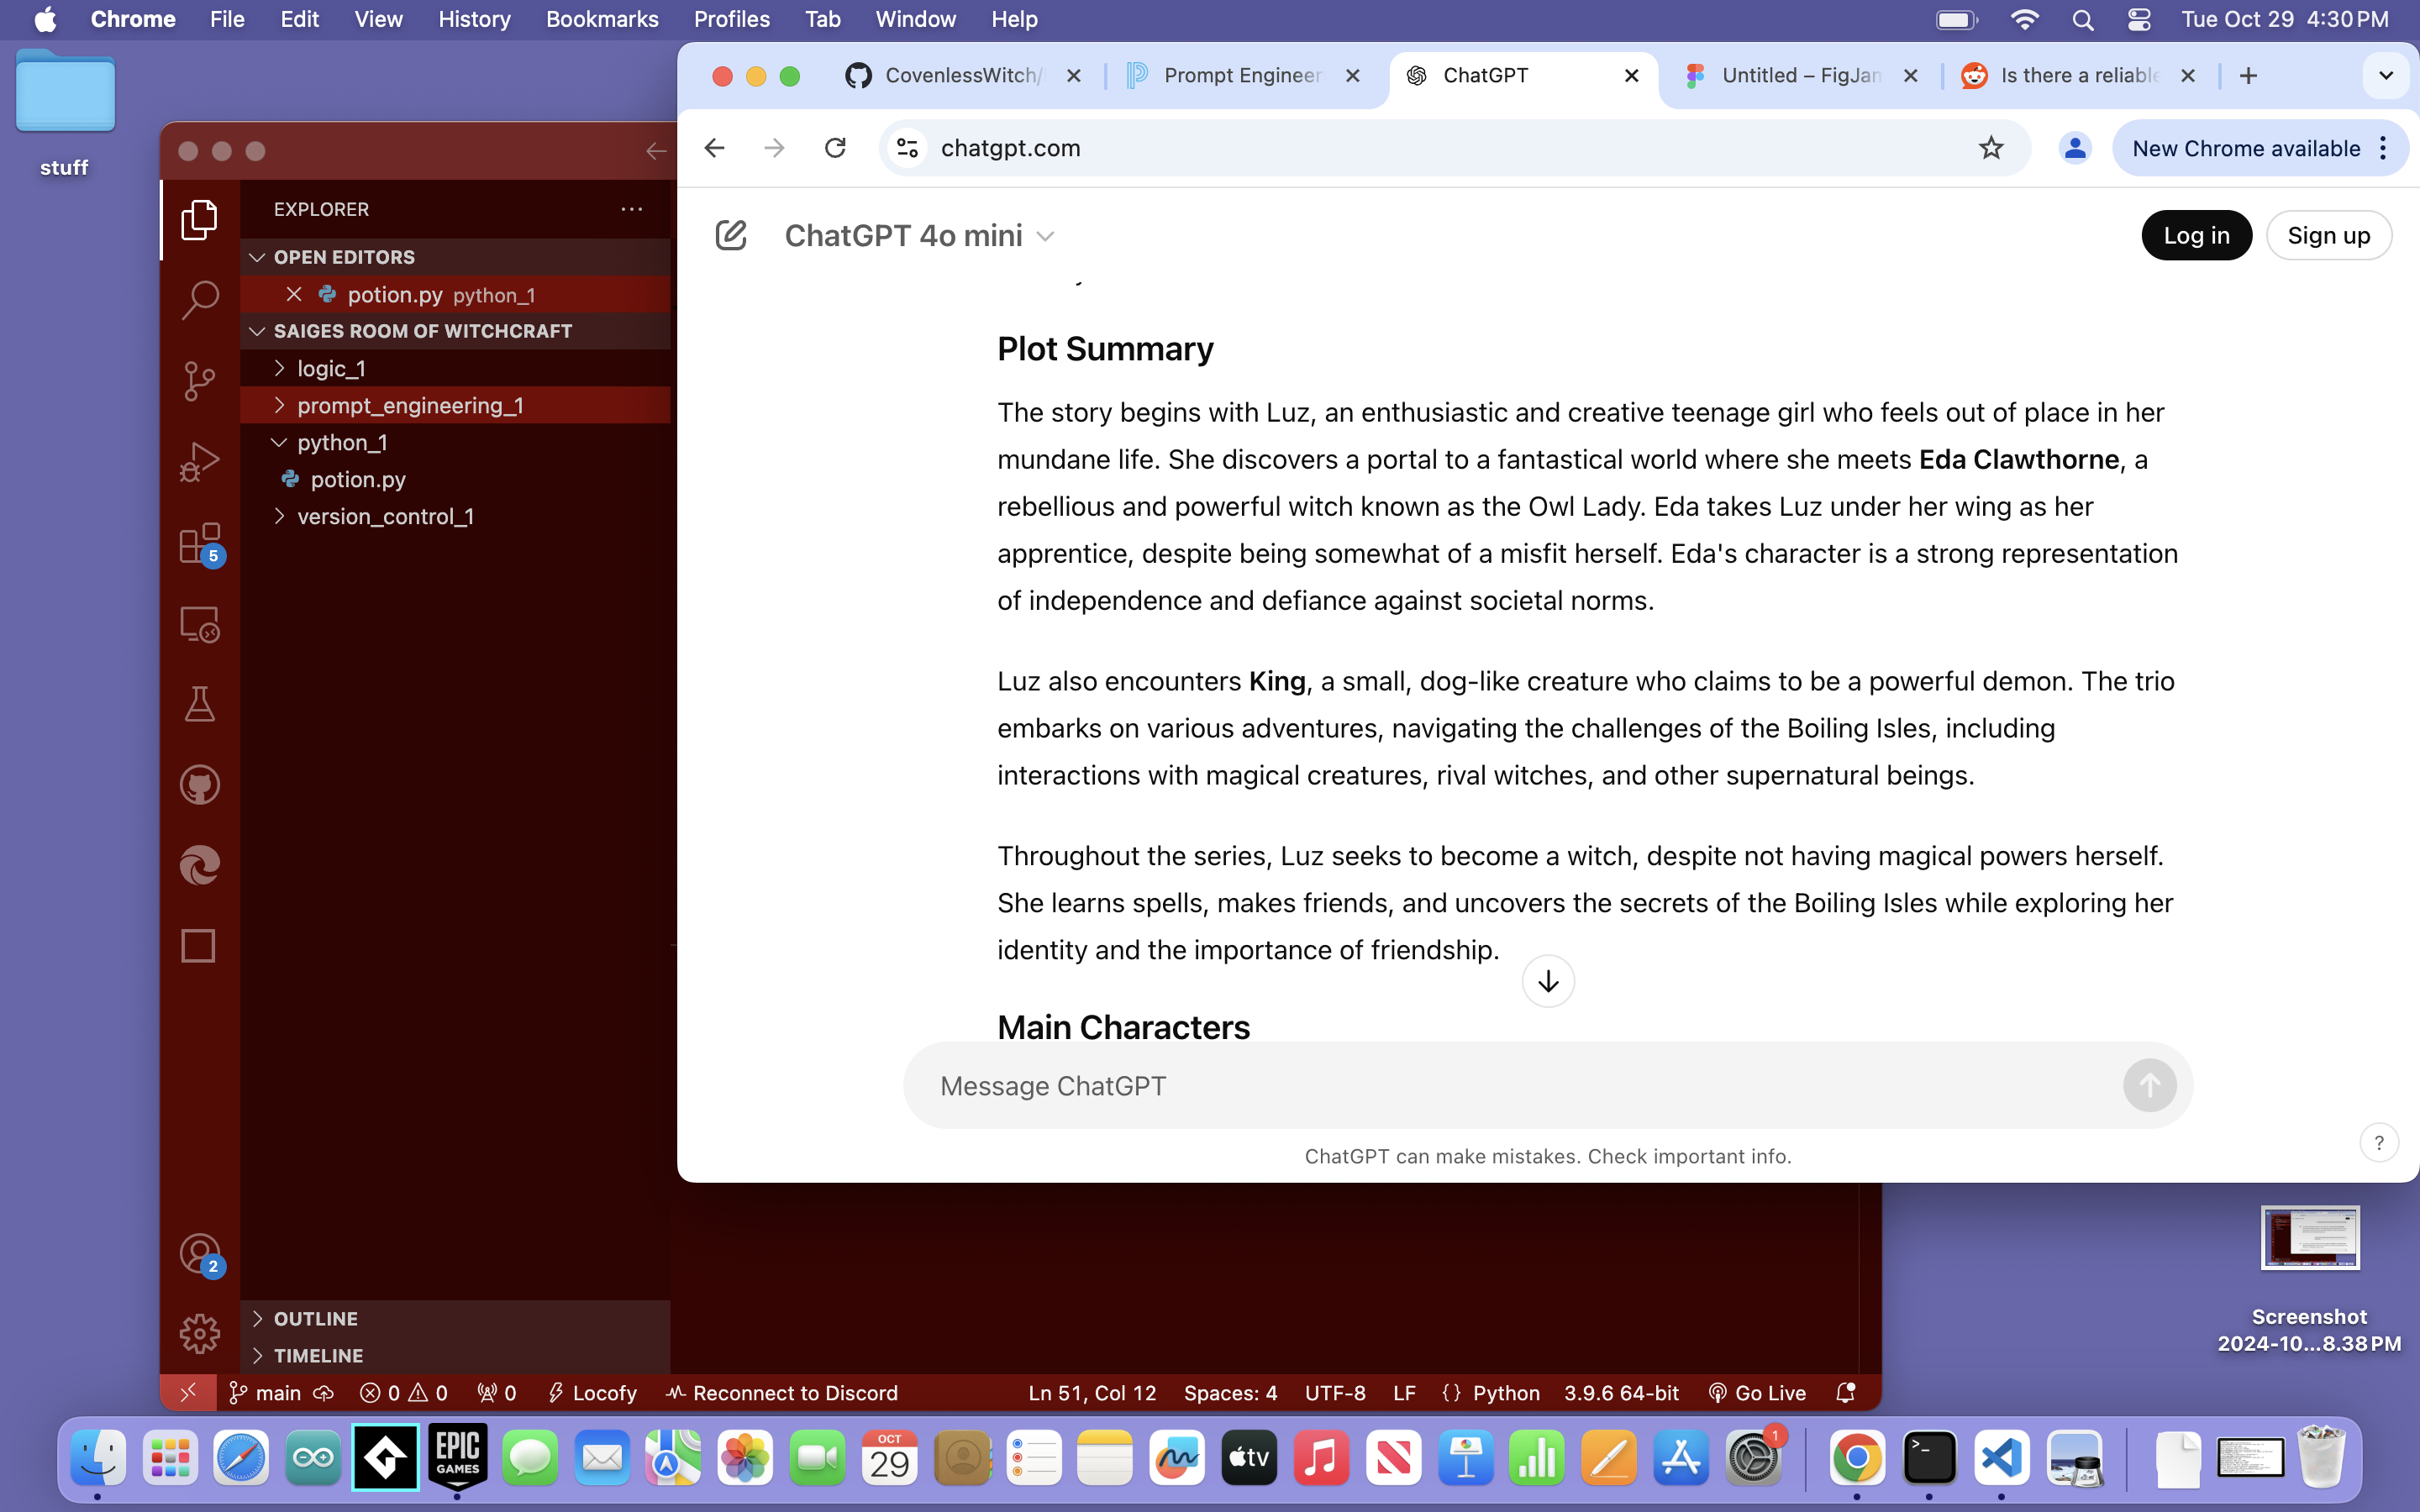 Chrome File Edit View History Bookmarks Profiles Tab Window Help
Tue Oct 29 4:30 PM
stuff
CovenlessWitch/
Prompt Engineer
ChatGPT
Untitled – FigJam
Is there a reliable
chatgpt.com
New Chrome available
ChatGPT 4o mini
Log in
Sign up
EXPLORER
OPEN EDITORS
potion.py python_1
SAIGES ROOM OF WITCHCRAFT
logic_1
prompt_engineering_1
python_1
potion.py
version_control_1
5
2
OUTLINE
TIMELINE
Plot Summary
The story begins with Luz, an enthusiastic and creative teenage girl who feels out of place in her
mundane life. She discovers a portal to a fantastical world where she meets Eda Clawthorne, a
rebellious and powerful witch known as the Owl Lady. Eda takes Luz under her wing as her
apprentice, despite being somewhat of a misfit herself. Eda's character is a strong representation
of independence and defiance against societal norms.
Luz also encounters King, a small, dog-like creature who claims to be a powerful demon. The trio
embarks on various adventures, navigating the challenges of the Boiling Isles, including
interactions with magical creatures, rival witches, and other supernatural beings.
Throughout the series, Luz seeks to become a witch, despite not having magical powers herself.
She learns spells, makes friends, and uncovers the secrets of the Boiling Isles while exploring her
identity and the importance of friendship.
Main Characters
Message ChatGPT
ChatGPT can make mistakes. Check important info.
?
Screenshot
2024-10...8.38 PM
main 0 0 0 Locofy Reconnect to Discord Ln 51, Col 12 Spaces: 4 UTF-8 LF {} Python 3.9.6 64-bit Go Live
EPIC
GAMES
OCT
29
tv
1